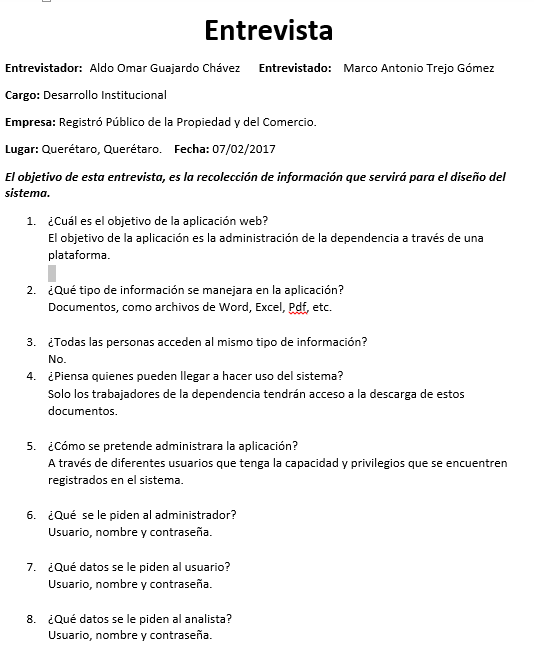 Entrevista
Entrevistador: Aldo Omar Guajardo Chávez Entrevistado: Marco Antonio Trejo Gómez
Cargo: Desarrollo Institucional
Empresa: Registró Público de la Propiedad y del Comercio.
Lugar: Querétaro, Querétaro. Fecha: 07/02/2017
El objetivo de esta entrevista, es la recolección de información que servirá para el diseño del
sistema.
1. ¿Cuál es el objetivo de la aplicación web?
El objetivo de la aplicación es la administración de la dependencia a través de una
plataforma.
2. ¿Qué tipo de información se manejara en la aplicación?
Documentos, como archivos de Word, Excel, Pdf, etc.
3. ¿Todas las personas acceden al mismo tipo de información?
No.
4. ¿Piensa quienes pueden llegar a hacer uso del sistema?
Solo los trabajadores de la dependencia tendrán acceso a la descarga de estos
documentos.
5. ¿Cómo se pretende administrara la aplicación?
A través de diferentes usuarios que tenga la capacidad y privilegios que se encuentren
registrados en el sistema.
6. ¿Qué se le piden al administrador?
Usuario, nombre y contraseña.
7. ¿Qué datos se le piden al usuario?
Usuario, nombre y contraseña.
8. ¿Qué datos se le piden al analista?
Usuario, nombre y contraseña.